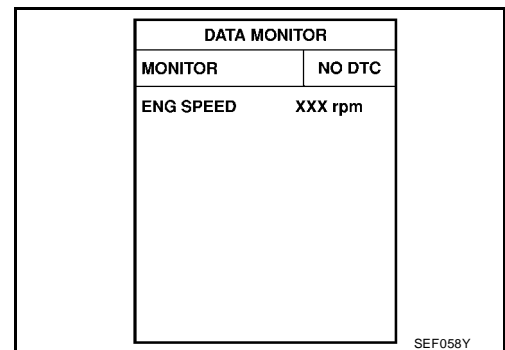 DATA MONITOR
MONITOR NO DTC
ENG SPEED XXX rpm
SEF058Y